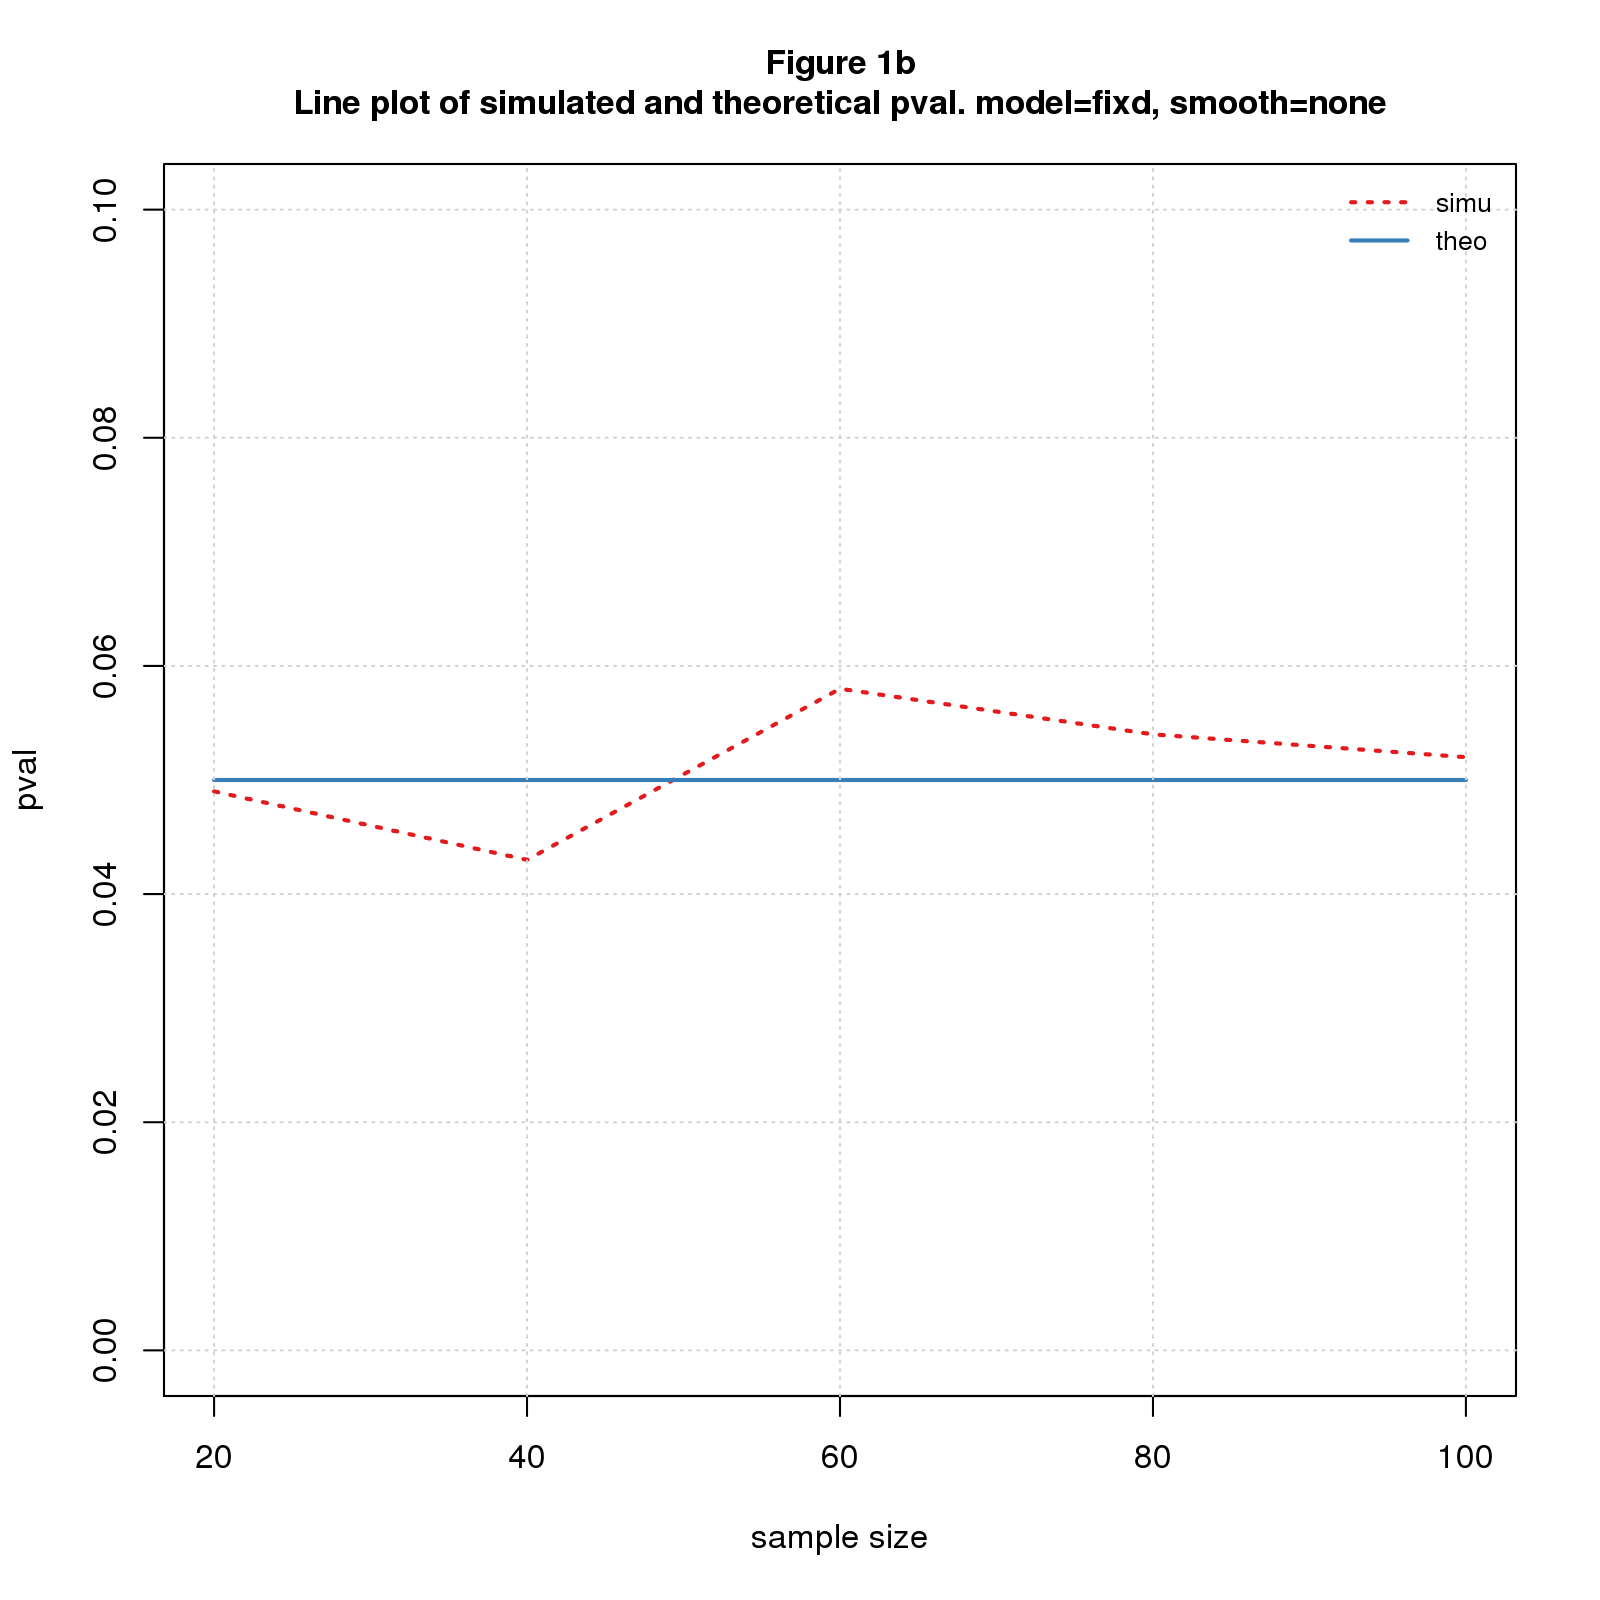 Figure 1b
Line plot of simulated and theoretical pval. model=fixd, smooth=none
simu
theo
0.10
0.08
0.06
0.04
0.02
0.00
pval
20 40 60 80 100
sample size